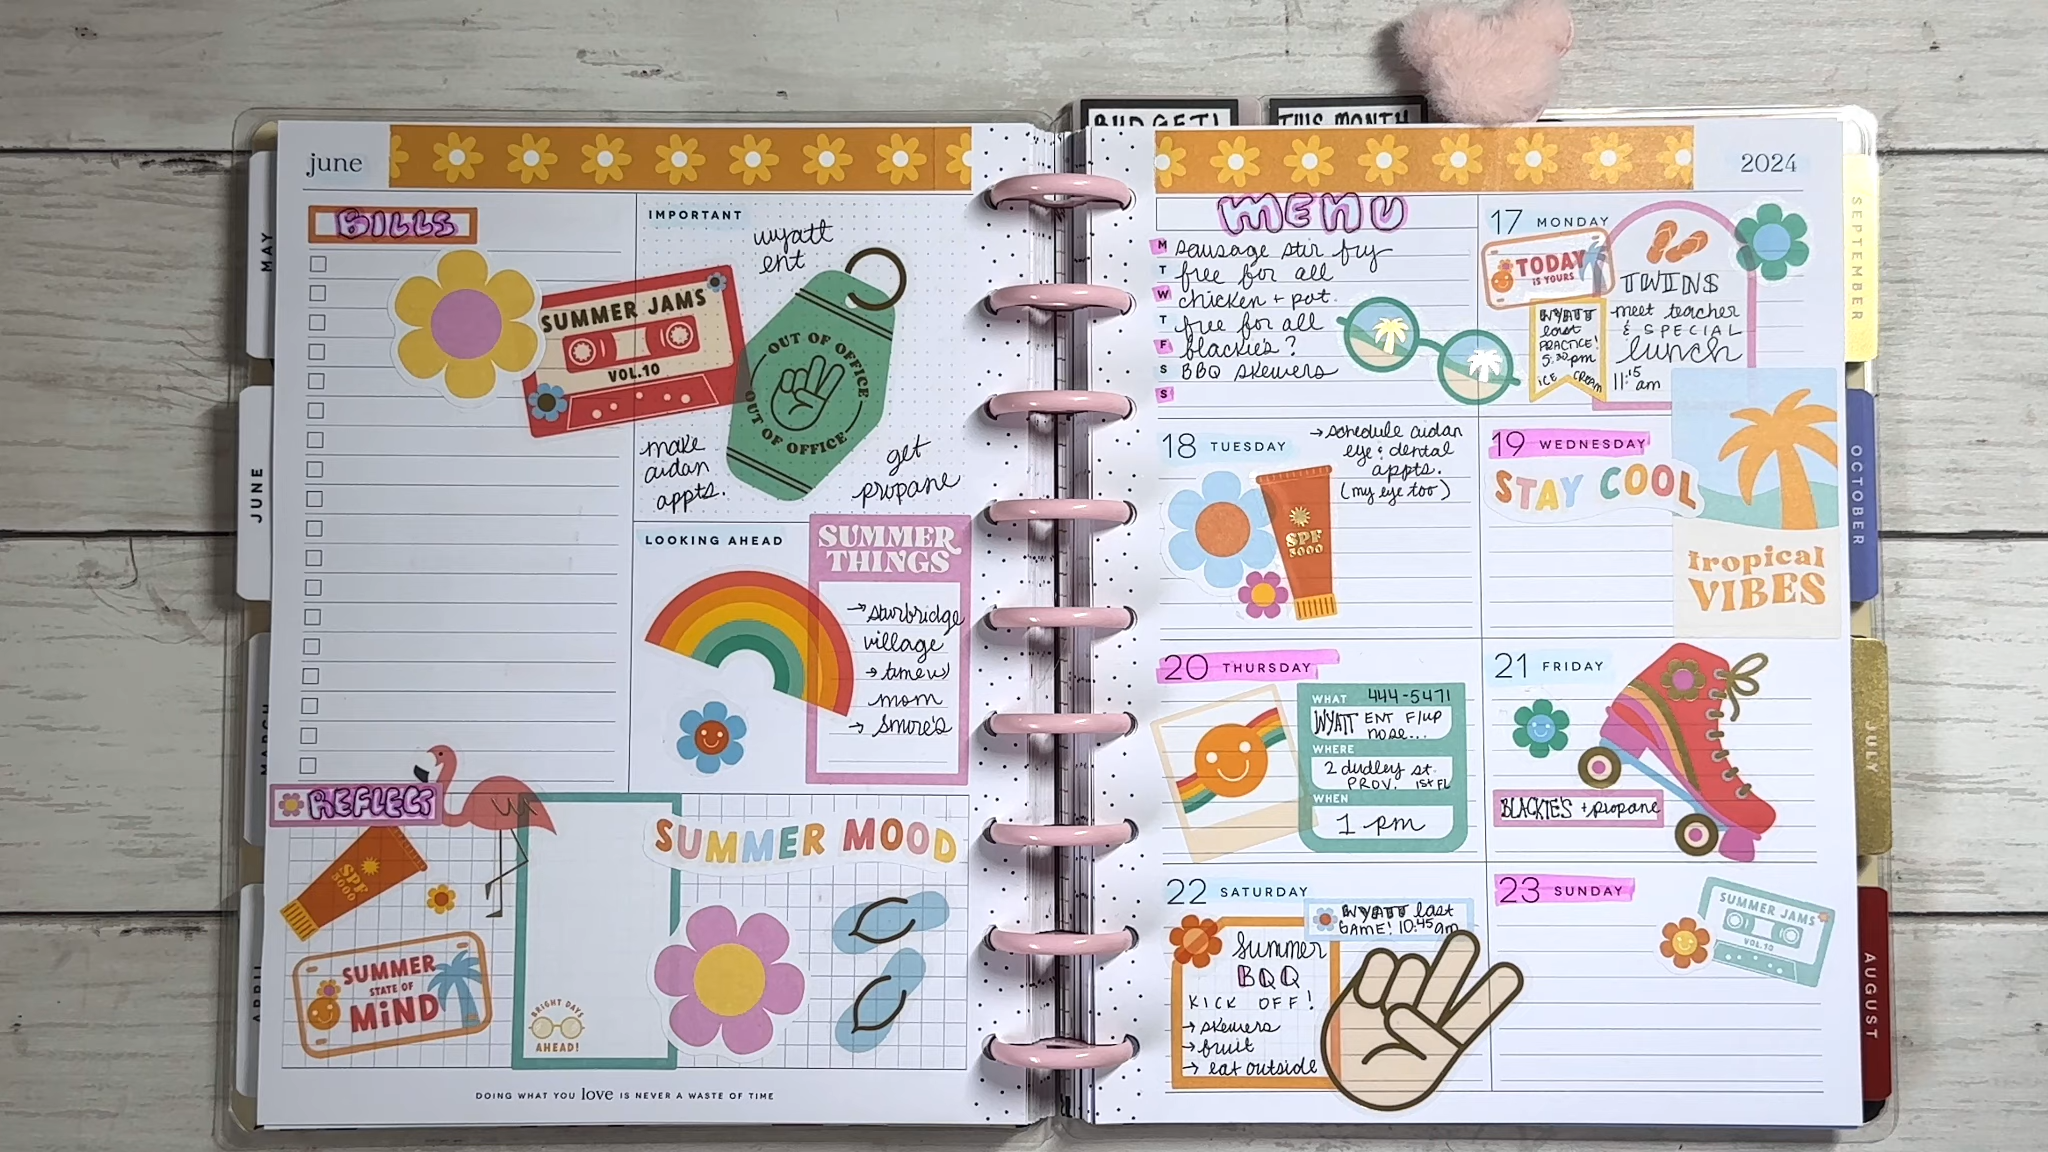 BUDGET!
THIS MONTH
june
BILLS
SUMMER JAMS
VOL.10
IMPORTANT
wyatt
ent
OUT OF OFFICE
OUT OF OFFICE
make
aidan
appts.
get
propane
LOOKING AHEAD
SUMMER
THINGS
→ sturbridge
village
mom
→ smore's
REFLECT
SPF
5000
SUMMER
STATE OF
MiND
BRIGHT DAYS
AHEAD!
SUMMER MOOD
DOING WHAT YOU love IS NEVER A WASTE OF TIME
MAY
JUNE
MARCH
APRIL
2024
MENU
M sausage stir fry
T free for all
W chicken + pot.
T free for all
F blackie's?
S BBQ skewers
S
17 MONDAY
TODAY
IS YOURS
WYATT
last
PRACTICE!
5:30pm
ICE CREAM
TWINS
meet teacher
& SPECIAL
lunch
11:15
am
18 TUESDAY
→ schedule aidan
eye & dental
appts.
(my eye too)
SPF
5000
19 WEDNESDAY
STAY COOL
tropical
VIBES
20 THURSDAY
WHAT 444-5471
WYATT ENT F/UP
nose...
WHERE
2 dudley st.
PROV. 1st FL
WHEN
1 pm
21 FRIDAY
BLACKIE'S + propane
22 SATURDAY
WYATT last
GAME! 10:45am
Summer
BBQ
KICK OFF!
→ skewers
→ fruit
→ eat outside
23 SUNDAY
SUMMER JAMS
VOL.10
SEPTEMBER
OCTOBER
JULY
AUGUST